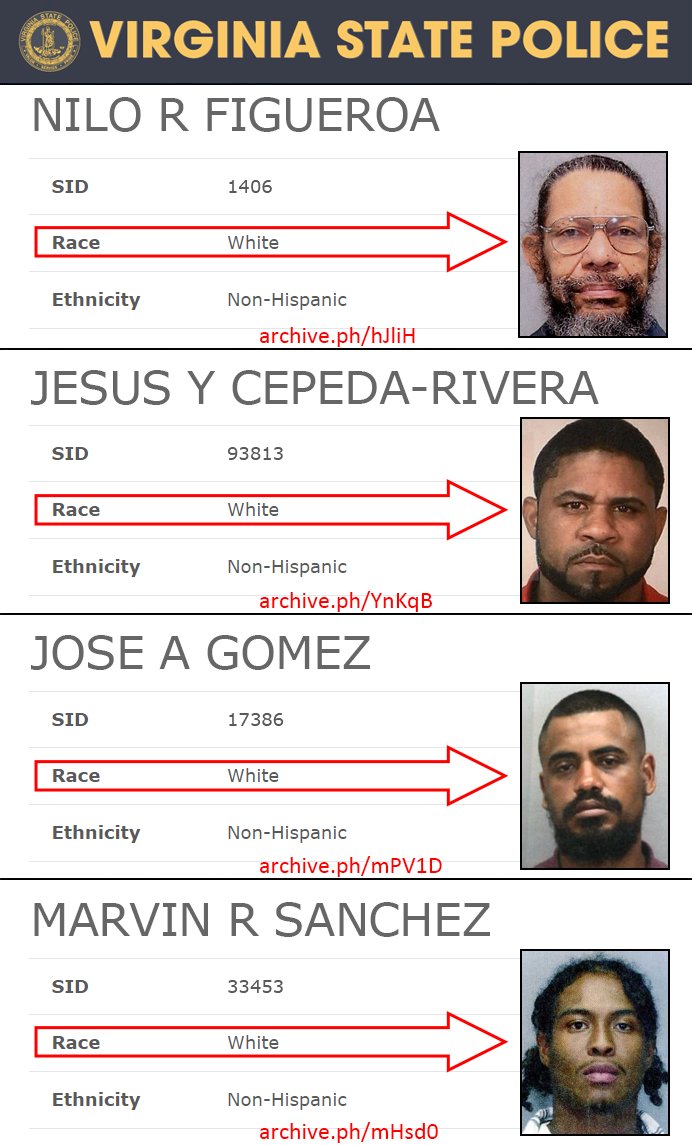 VIRGINIA STATE POLICE
NILO R FIGUEROA
SID 1406
Race White
Ethnicity Non-Hispanic
archive.ph/hJliH
JESUS Y CEPEDA-RIVERA
SID 93813
Race White
Ethnicity Non-Hispanic
archive.ph/YnKqB
JOSE A GOMEZ
SID 17386
Race White
Ethnicity Non-Hispanic
archive.ph/mPV1D
MARVIN R SANCHEZ
SID 33453
Race White
Ethnicity Non-Hispanic
archive.ph/mHsd0